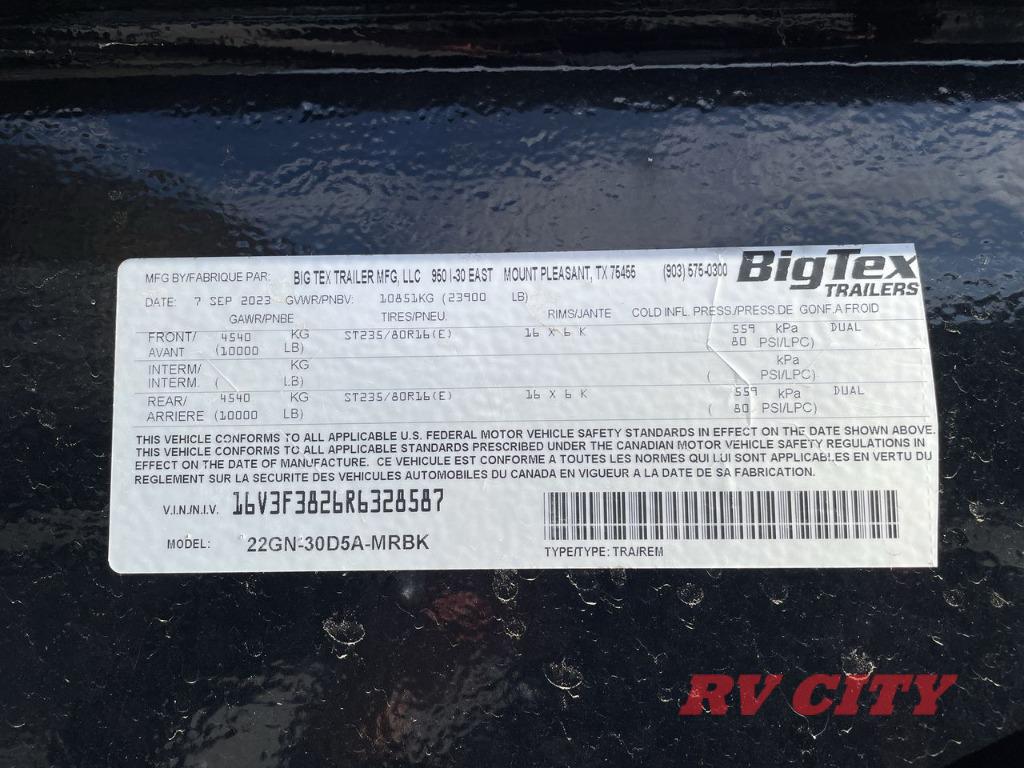 MFG BY/FABRIQUE PAR: BIG TEX TRAILER MFG, LLC 950 I-30 EAST MOUNT PLEASANT, TX 75455 (903) 575-0300 BigTex
TRAILERS
DATE: 7 SEP 2023 GVWR/PNBV: 10851KG (23900 LB)
GAWR/PNBE TIRES/PNEU. RIMS/JANTE COLD INFL. PRESS./PRESS.DE GONF.A FROID
FRONT/ 4540 KG ST235/80R16(E) 16 X 6 K 559 kPa DUAL
AVANT (10000 LB) ( 80 PSI/LPC)
INTERM/ KG kPa
INTERM. ( LB) ( PSI/LPC)
REAR/ 4540 KG ST235/80R16(E) 16 X 6 K 559 kPa DUAL
ARRIERE (10000 LB) ( 80 PSI/LPC)
THIS VEHICLE CONFORMS TO ALL APPLICABLE U.S. FEDERAL MOTOR VEHICLE SAFETY STANDARDS IN EFFECT ON THE DATE SHOWN ABOVE.
THIS VEHICLE CONFORMS TO ALL APPLICABLE STANDARDS PRESCRIBED UNDER THE CANADIAN MOTOR VEHICLE SAFETY REGULATIONS IN
EFFECT ON THE DATE OF MANUFACTURE. CE VEHICULE EST CONFORME A TOUTES LES NORMES QUI LUI SONT APPLICABLES EN VERTU DU
REGLEMENT SUR LA SECURITE DES VEHICULES AUTOMOBILES DU CANADA EN VIGUEUR A LA DATE DE SA FABRICATION.
V.I.N./N.I.V. 16V3F3826R6328587
MODEL: 22GN-30D5A-MRBK
TYPE/TYPE: TRA/REM
RV CITY